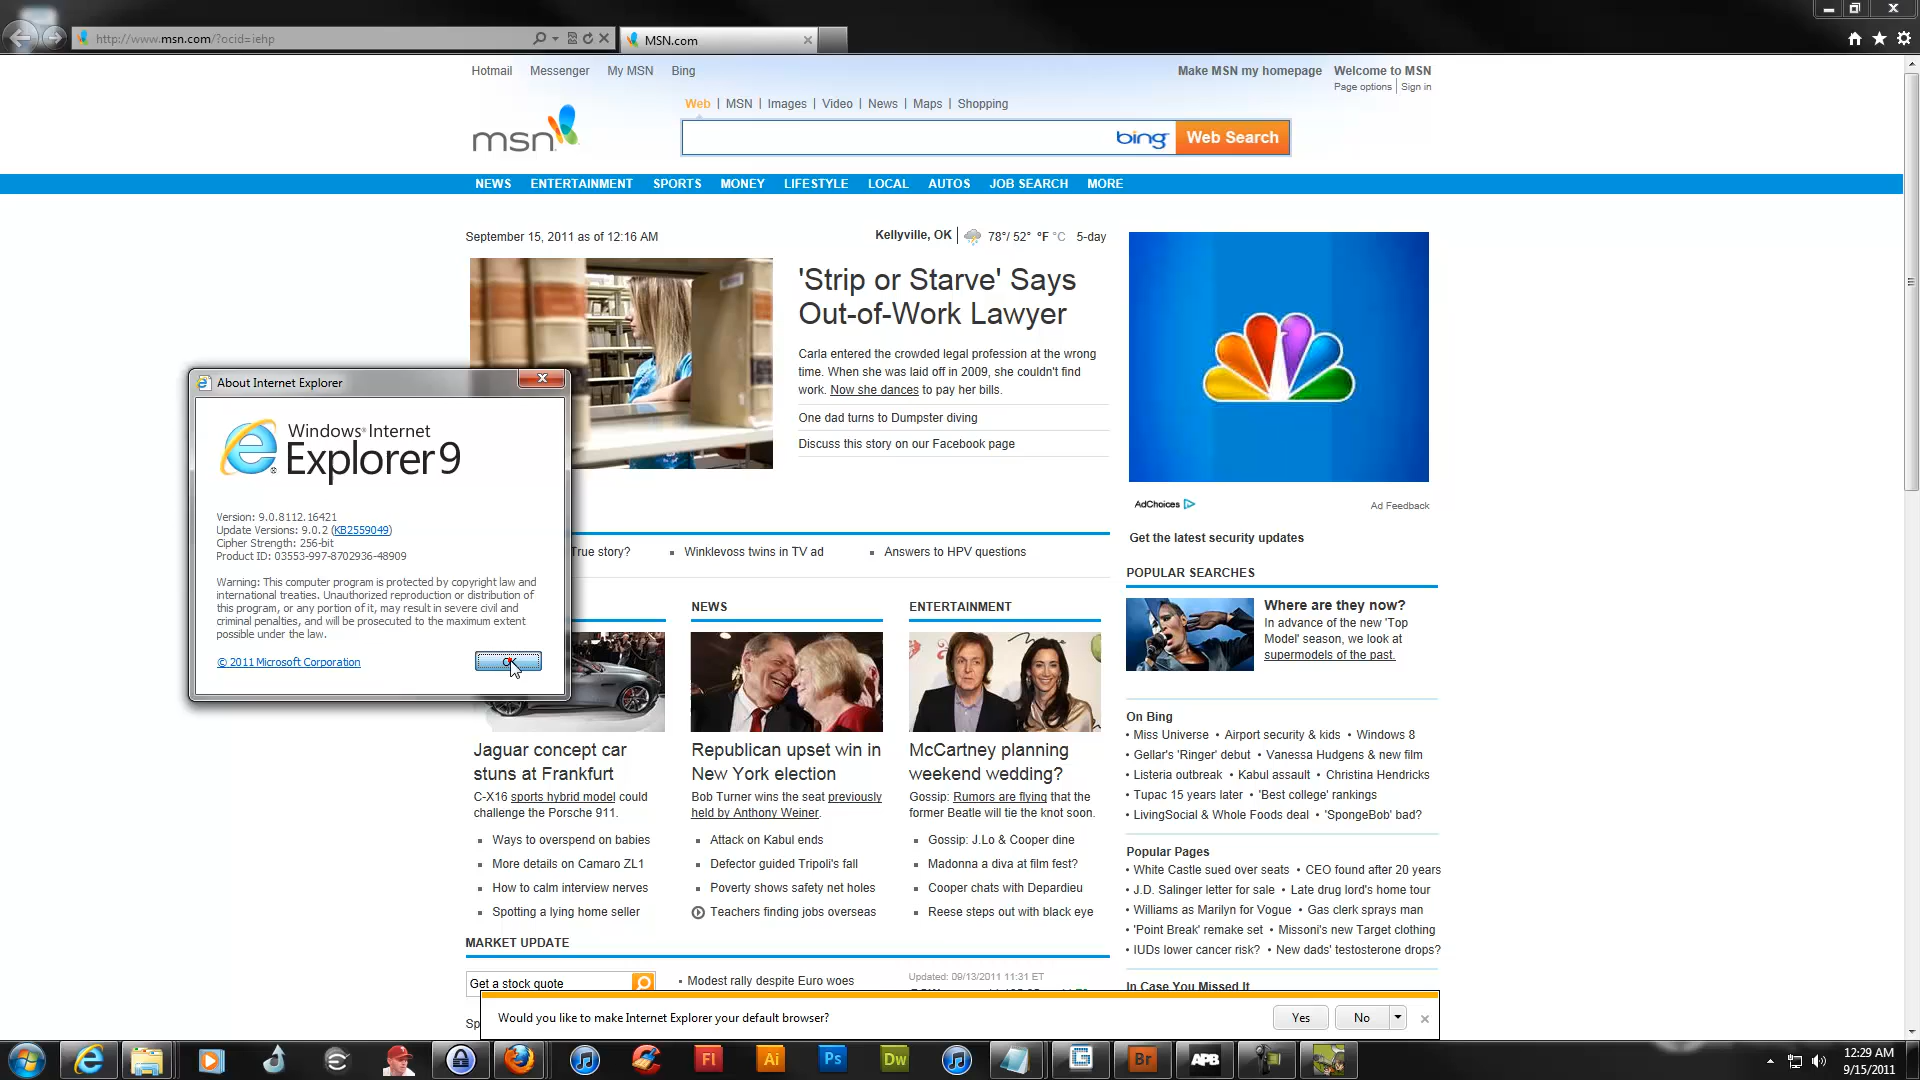 http://www.msn.com/?ocid=iehp
MSN.com
Hotmail Messenger My MSN Bing
Make MSN my homepage Welcome to MSN
Page options | Sign in
Web | MSN | Images | Video | News | Maps | Shopping
msn
bing Web Search
NEWS ENTERTAINMENT SPORTS MONEY LIFESTYLE LOCAL AUTOS JOB SEARCH MORE
September 15, 2011 as of 12:16 AM
Kellyville, OK | 78°/ 52° °F °C 5-day
'Strip or Starve' Says
Out-of-Work Lawyer
Carla entered the crowded legal profession at the wrong
time. When she was laid off in 2009, she couldn't find
work. Now she dances to pay her bills.
One dad turns to Dumpster diving
Discuss this story on our Facebook page
AdChoices
Ad Feedback
Get the latest security updates
About Internet Explorer
Windows Internet
Explorer 9
Version: 9.0.8112.16421
Update Versions: 9.0.2 (KB2559049)
Cipher Strength: 256-bit
Product ID: 03553-997-8702936-48909
Warning: This computer program is protected by copyright law and
international treaties. Unauthorized reproduction or distribution of
this program, or any portion of it, may result in severe civil and
criminal penalties, and will be prosecuted to the maximum extent
possible under the law.
© 2011 Microsoft Corporation
OK
True story? ▪ Winklevoss twins in TV ad ▪ Answers to HPV questions
Jaguar concept car
stuns at Frankfurt
C-X16 sports hybrid model could
challenge the Porsche 911.
▪ Ways to overspend on babies
▪ More details on Camaro ZL1
▪ How to calm interview nerves
▪ Spotting a lying home seller
NEWS
Republican upset win in
New York election
Bob Turner wins the seat previously
held by Anthony Weiner.
▪ Attack on Kabul ends
▪ Defector guided Tripoli's fall
▪ Poverty shows safety net holes
Teachers finding jobs overseas
ENTERTAINMENT
McCartney planning
weekend wedding?
Gossip: Rumors are flying that the
former Beatle will tie the knot soon.
▪ Gossip: J.Lo & Cooper dine
▪ Madonna a diva at film fest?
▪ Cooper chats with Depardieu
▪ Reese steps out with black eye
POPULAR SEARCHES
Where are they now?
In advance of the new 'Top
Model' season, we look at
supermodels of the past.
On Bing
• Miss Universe • Airport security & kids • Windows 8
• Gellar's 'Ringer' debut • Vanessa Hudgens & new film
• Listeria outbreak • Kabul assault • Christina Hendricks
• Tupac 15 years later • 'Best college' rankings
• LivingSocial & Whole Foods deal • 'SpongeBob' bad?
Popular Pages
• White Castle sued over seats • CEO found after 20 years
• J.D. Salinger letter for sale • Late drug lord's home tour
• Williams as Marilyn for Vogue • Gas clerk sprays man
• 'Point Break' remake set • Missoni's new Target clothing
• IUDs lower cancer risk? • New dads' testosterone drops?
In Case You Missed It
MARKET UPDATE
Get a stock quote
▪ Modest rally despite Euro woes
Updated: 09/13/2011 11:31 ET
Sp
Would you like to make Internet Explorer your default browser?
Yes No
Fl Ai Ps Dw Br APB
12:29 AM
9/15/2011